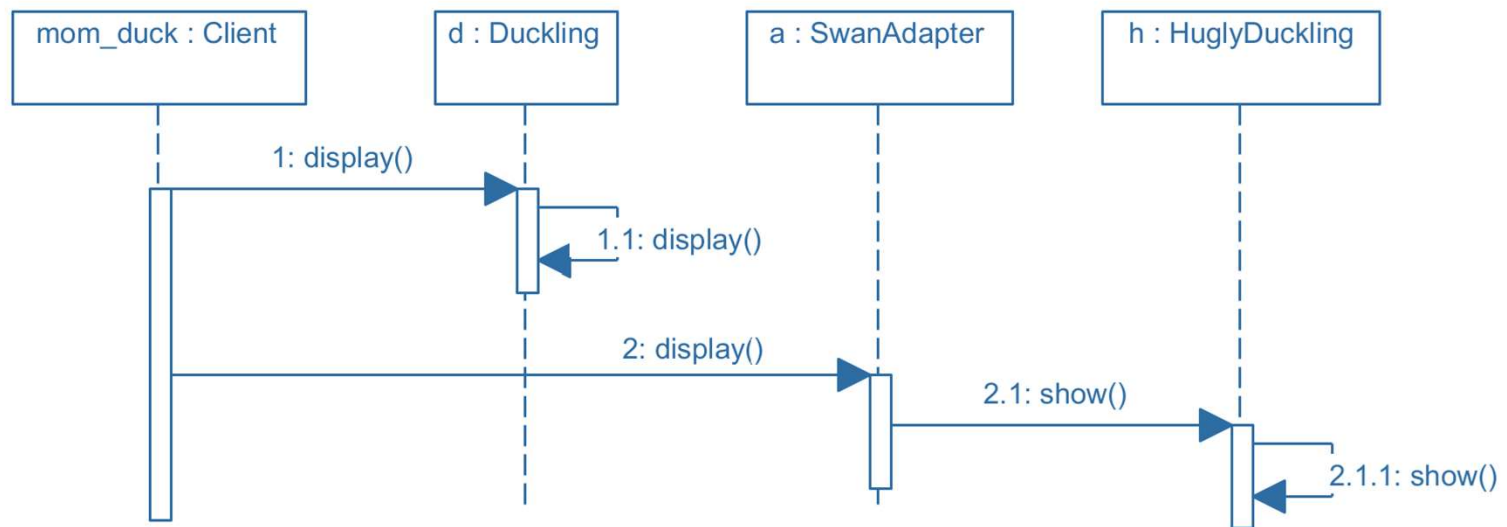 mom_duck : Client
d : Duckling
a : SwanAdapter
h : HuglyDuckling
1: display()
1.1: display()
2: display()
2.1: show()
2.1.1: show()